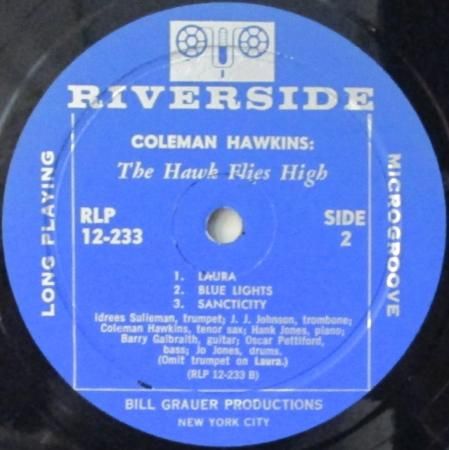 RIVERSIDE
COLEMAN HAWKINS:
The Hawk Flies High
LONG PLAYING
MICROGROOVE
RLP
12-233
SIDE
2
1. LAURA
2. BLUE LIGHTS
3. SANCTICITY
Idrees Sulieman, trumpet; J. J. Johnson, trombone;
Coleman Hawkins, tenor sax; Hank Jones, piano;
Barry Galbraith, guitar; Oscar Pettiford,
bass; Jo Jones, drums.
(Omit trumpet on Laura.)
(RLP 12-233 B)
BILL GRAUER PRODUCTIONS
NEW YORK CITY